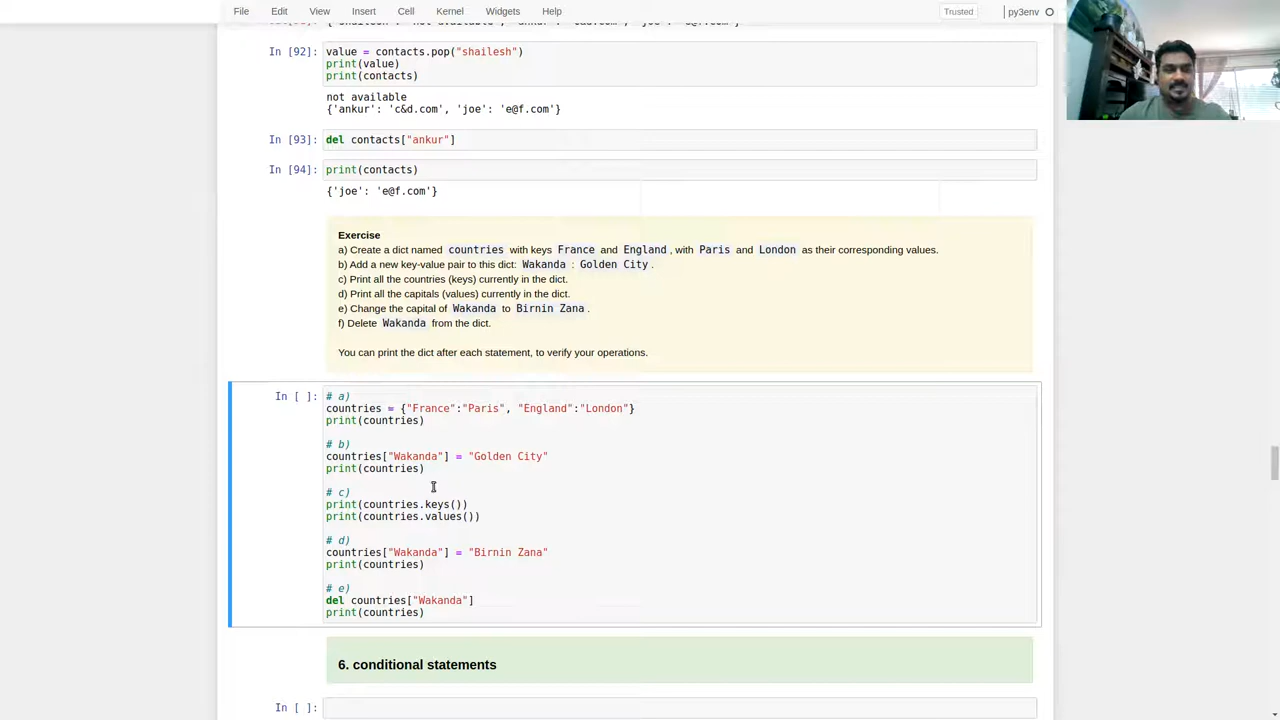 File Edit View Insert Cell Kernel Widgets Help Trusted py3env
In [92]: value = contacts.pop("shailesh")
print(value)
print(contacts)
not available
{'ankur': 'c&d.com', 'joe': 'e@f.com'}
In [93]: del contacts["ankur"]
In [94]: print(contacts)
{'joe': 'e@f.com'}
Exercise
a) Create a dict named countries with keys France and England, with Paris and London as their corresponding values.
b) Add a new key-value pair to this dict: Wakanda : Golden City.
c) Print all the countries (keys) currently in the dict.
d) Print all the capitals (values) currently in the dict.
e) Change the capital of Wakanda to Birnin Zana.
f) Delete Wakanda from the dict.
You can print the dict after each statement, to verify your operations.
In [ ]: # a)
countries = {"France":"Paris", "England":"London"}
print(countries)
# b)
countries["Wakanda"] = "Golden City"
print(countries)
# c)
print(countries.keys())
print(countries.values())
# d)
countries["Wakanda"] = "Birnin Zana"
print(countries)
# e)
del countries["Wakanda"]
print(countries)
6. conditional statements
In [ ]: